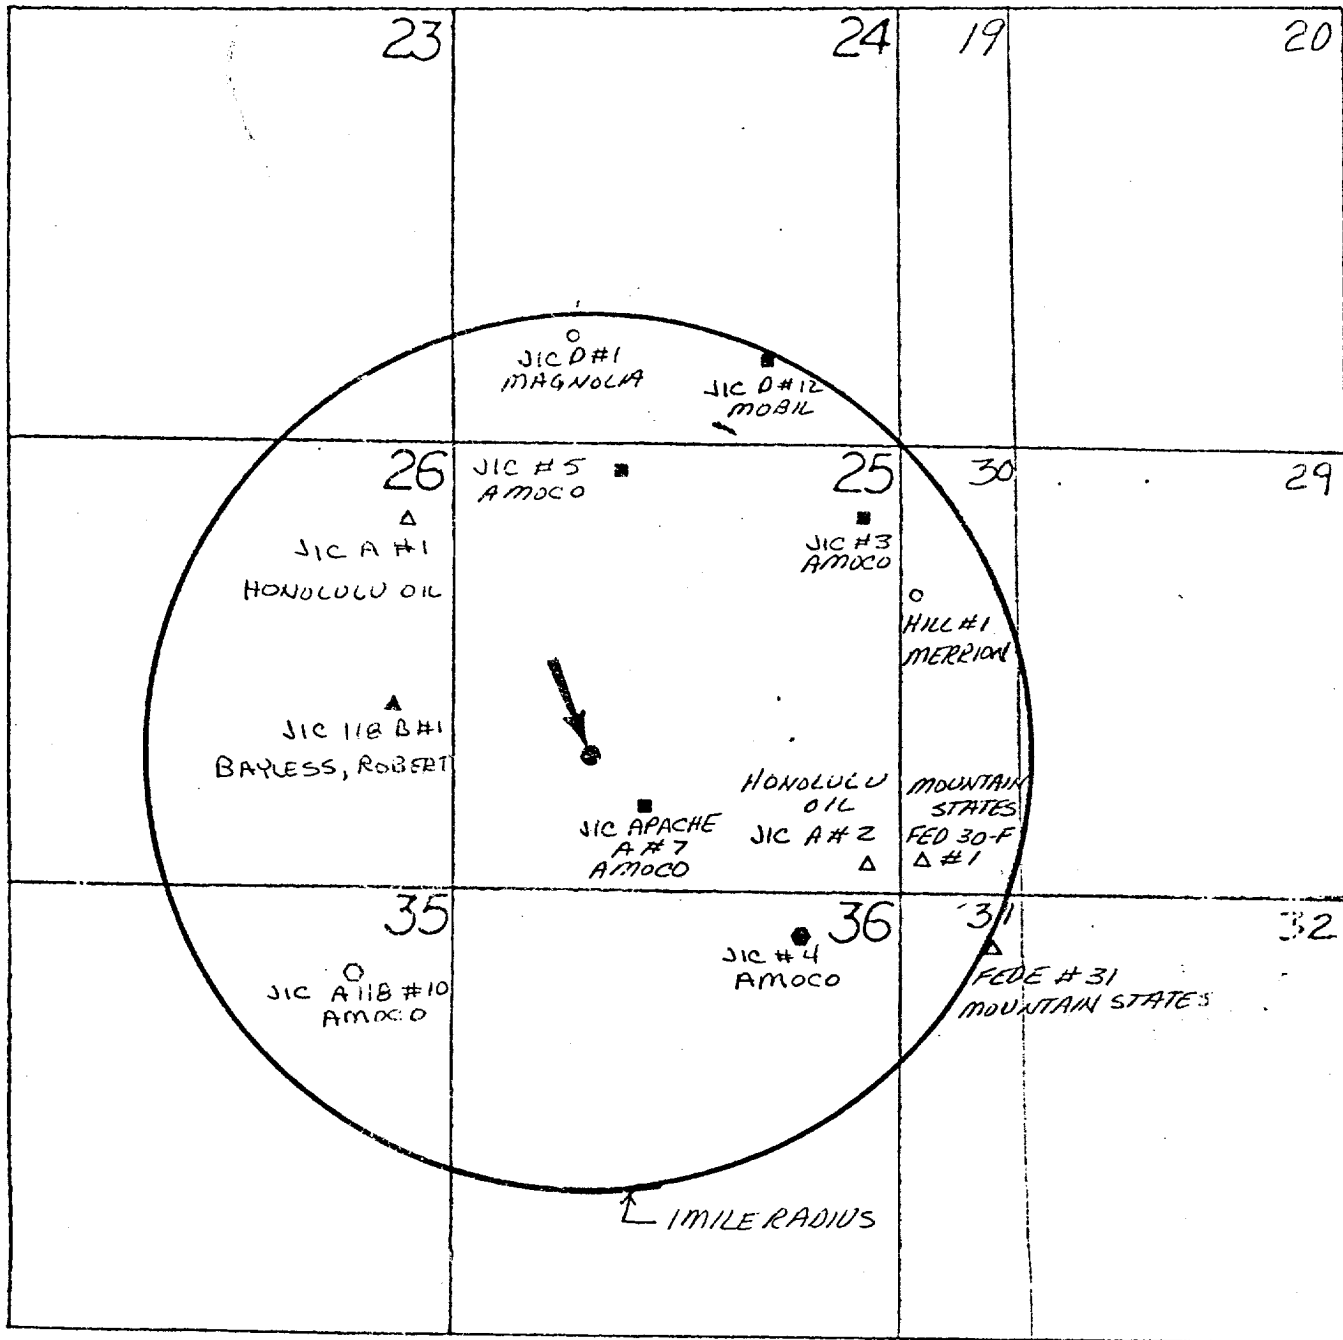 23
24
19
20
JIC D#1
MAGNOLIA
JIC D#12
MOBIL
26
JIC #5
AMOCO
25
30
29
JIC A #1
HONOLULU OIL
JIC #3
AMOCO
HILL #1
MERRION
JIC 118 B#1
BAYLESS, ROBERT
JIC APACHE
A #7
AMOCO
HONOLULU
OIL
JIC A#2
MOUNTAIN
STATES
FED 30-F
#1
35
36
31
32
JIC A118 #10
AMOCO
JIC #4
AMOCO
FEDE #31
MOUNTAIN STATES
1 MILE RADIUS